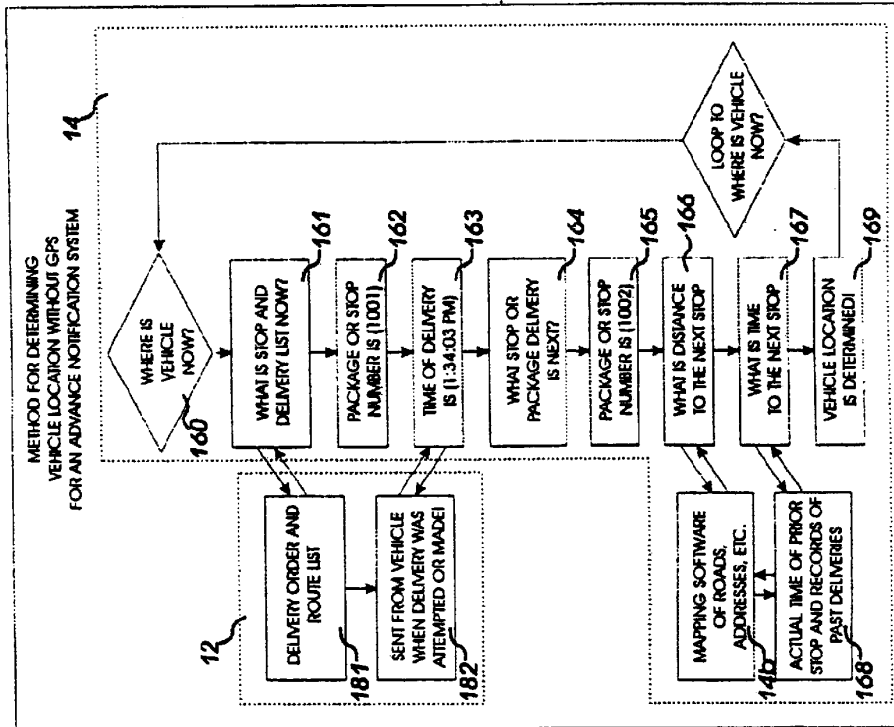 METHOD FOR DETERMINING
VEHICLE LOCATION WITHOUT GPS
FOR AN ADVANCE NOTIFICATION SYSTEM
14
WHERE IS
VEHICLE
NOW?
160
WHAT IS STOP AND
DELIVERY LIST NOW?
161
PACKAGE OR STOP
NUMBER IS (1001)
162
TIME OF DELIVERY
IS (1:34:03 PM)
163
WHAT STOP OR
PACKAGE DELIVERY
IS NEXT?
164
PACKAGE OR STOP
NUMBER IS (1002)
165
WHAT IS DISTANCE
TO THE NEXT STOP
166
WHAT IS TIME
TO THE NEXT STOP
167
VEHICLE LOCATION
IS DETERMINED!
169
LOOP TO
WHERE IS VEHICLE
NOW?
12
DELIVERY ORDER AND
ROUTE LIST
181
SENT FROM VEHICLE
WHEN DELIVERY WAS
ATTEMPTED OR MADE!
182
MAPPING SOFTWARE
OF ROADS,
ADDRESSES, ETC.
14b
ACTUAL TIME OF PRIOR
STOP AND RECORDS OF
PAST DELIVERIES
168